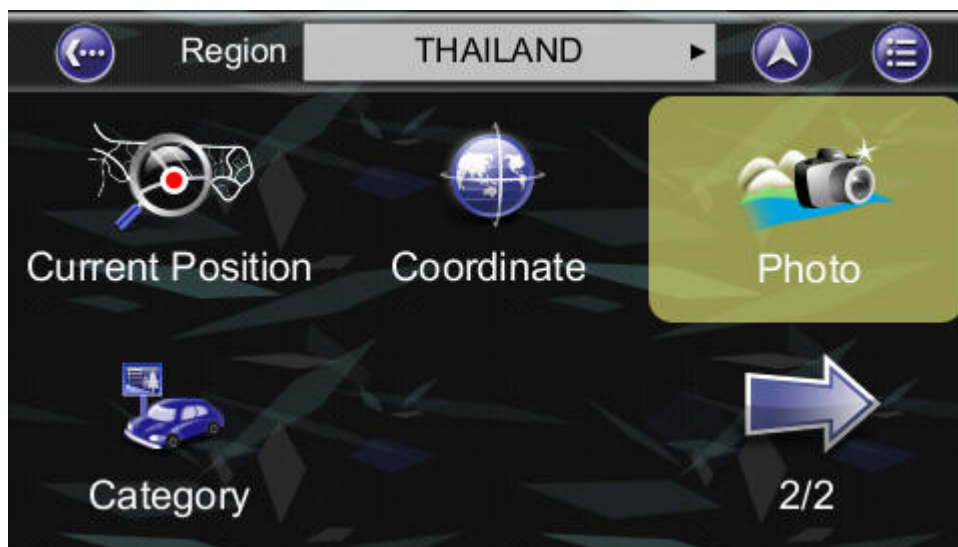 Region THAILAND
Current Position Coordinate Photo
Category 2/2